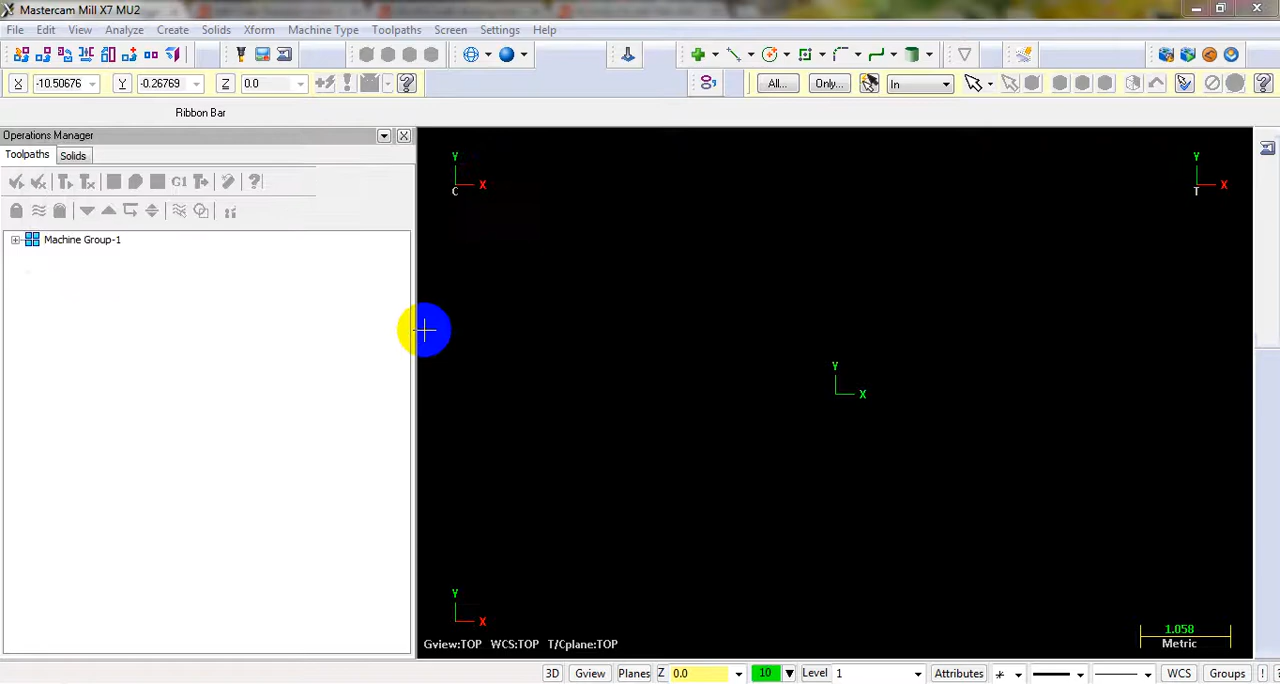 Mastercam Mill X7 MU2
File Edit View Analyze Create Solids Xform Machine Type Toolpaths Screen Settings Help
X -10.50676 Y -0.26769 Z 0.0 All... Only... In
Ribbon Bar
Operations Manager
Toolpaths Solids
G1
Machine Group-1
Y
X
C
Y
X
T
Y
X
Y
X
Gview:TOP WCS:TOP T/Cplane:TOP
1.058
Metric
3D Gview Planes Z 0.0 10 Level 1 Attributes WCS Groups